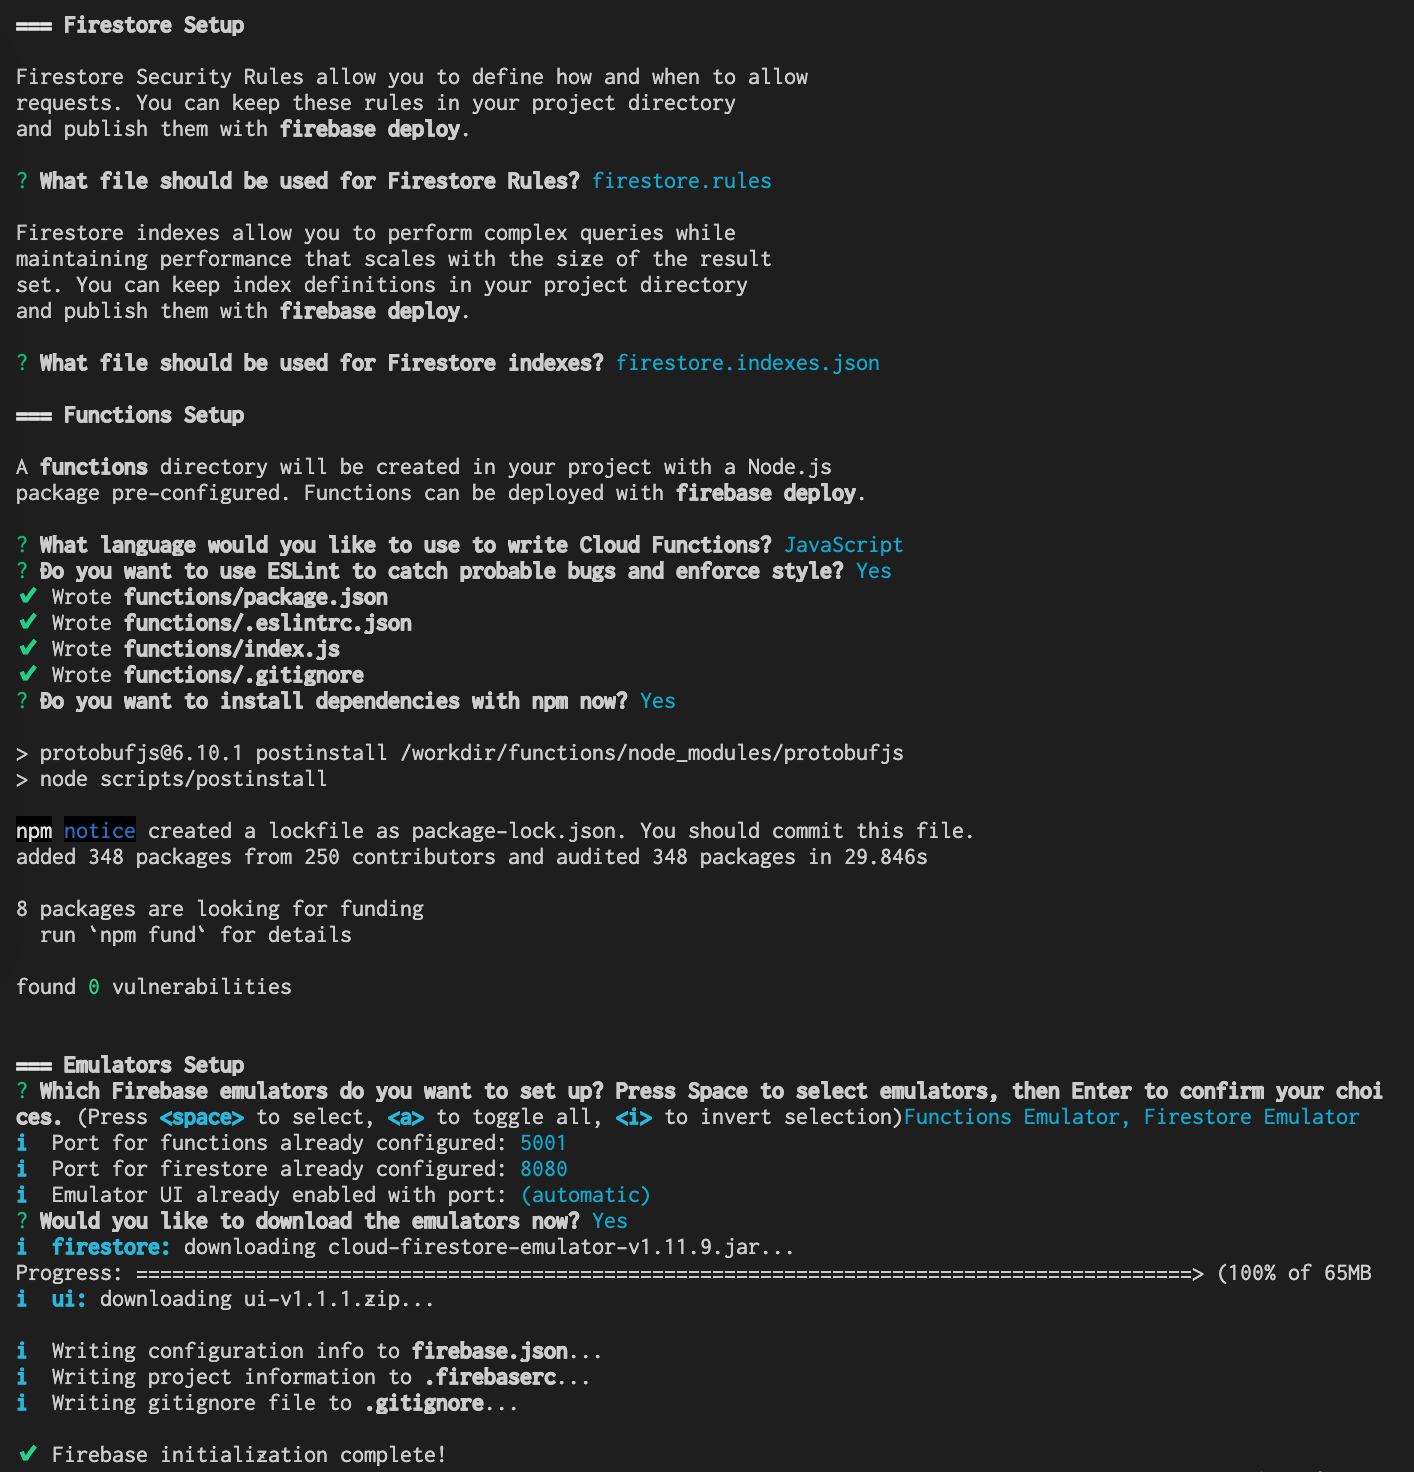 === Firestore Setup
Firestore Security Rules allow you to define how and when to allow
requests. You can keep these rules in your project directory
and publish them with firebase deploy.
? What file should be used for Firestore Rules? firestore.rules
Firestore indexes allow you to perform complex queries while
maintaining performance that scales with the size of the result
set. You can keep index definitions in your project directory
and publish them with firebase deploy.
? What file should be used for Firestore indexes? firestore.indexes.json
=== Functions Setup
A functions directory will be created in your project with a Node.js
package pre-configured. Functions can be deployed with firebase deploy.
? What language would you like to use to write Cloud Functions? JavaScript
? Do you want to use ESLint to catch probable bugs and enforce style? Yes
✔ Wrote functions/package.json
✔ Wrote functions/.eslintrc.json
✔ Wrote functions/index.js
✔ Wrote functions/.gitignore
? Do you want to install dependencies with npm now? Yes
> protobufjs@6.10.1 postinstall /workdir/functions/node_modules/protobufjs
> node scripts/postinstall
npm notice created a lockfile as package-lock.json. You should commit this file.
added 348 packages from 250 contributors and audited 348 packages in 29.846s
8 packages are looking for funding
run `npm fund` for details
found 0 vulnerabilities
=== Emulators Setup
? Which Firebase emulators do you want to set up? Press Space to select emulators, then Enter to confirm your choi
ces. (Press <space> to select, <a> to toggle all, <i> to invert selection)Functions Emulator, Firestore Emulator
i  Port for functions already configured: 5001
i  Port for firestore already configured: 8080
i  Emulator UI already enabled with port: (automatic)
? Would you like to download the emulators now? Yes
i  firestore: downloading cloud-firestore-emulator-v1.11.9.jar...
Progress: ========================================================================================> (100% of 65MB
i  ui: downloading ui-v1.1.1.zip...
i  Writing configuration info to firebase.json...
i  Writing project information to .firebaserc...
i  Writing gitignore file to .gitignore...
✔ Firebase initialization complete!